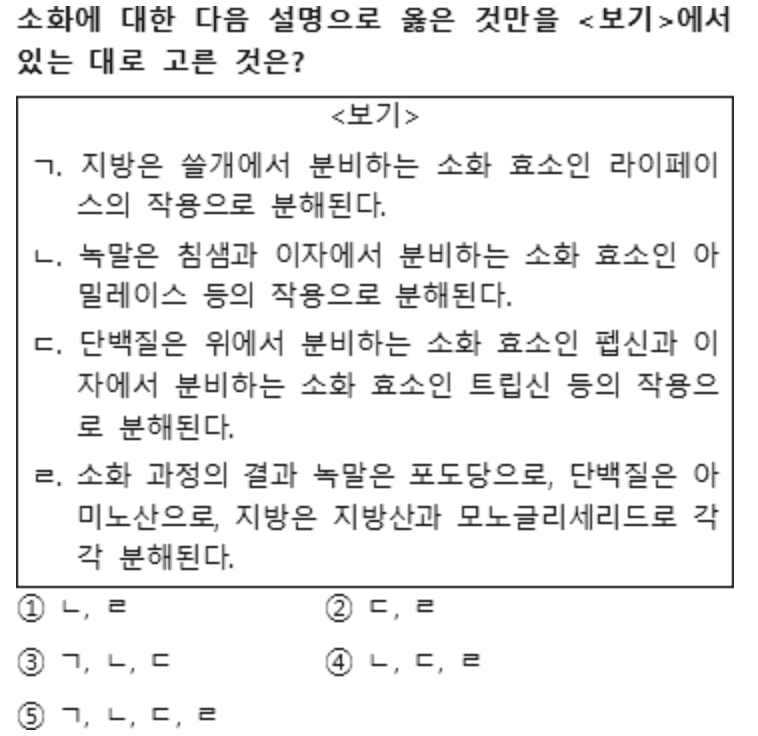 소화에 대한 다음 설명으로 옳은 것만을 <보기>에서
있는 대로 고른 것은?
<보기>
ㄱ. 지방은 쓸개에서 분비하는 소화 효소인 라이페이
스의 작용으로 분해된다.
ㄴ. 녹말은 침샘과 이자에서 분비하는 소화 효소인 아
밀레이스 등의 작용으로 분해된다.
ㄷ. 단백질은 위에서 분비하는 소화 효소인 펩신과 이
자에서 분비하는 소화 효소인 트립신 등의 작용으
로 분해된다.
ㄹ. 소화 과정의 결과 녹말은 포도당으로, 단백질은 아
미노산으로, 지방은 지방산과 모노글리세리드로 각
각 분해된다.
① ㄴ, ㄹ ② ㄷ, ㄹ
③ ㄱ, ㄴ, ㄷ ④ ㄴ, ㄷ, ㄹ
⑤ ㄱ, ㄴ, ㄷ, ㄹ